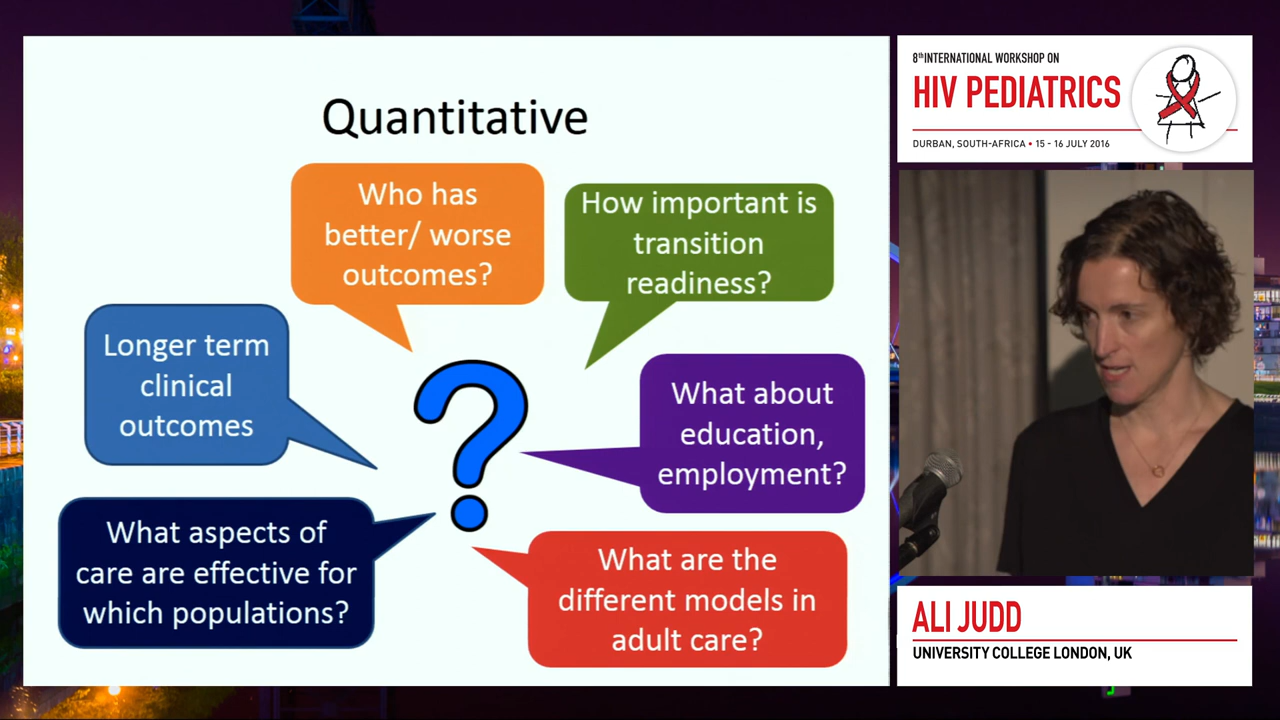 Quantitative
Who has
better/ worse
outcomes?
How important is
transition
readiness?
Longer term
clinical
outcomes
What about
education,
employment?
What aspects of
care are effective for
which populations?
What are the
different models in
adult care?
?
8th INTERNATIONAL WORKSHOP ON
HIV PEDIATRICS
DURBAN, SOUTH-AFRICA • 15 - 16 JULY 2016
ALI JUDD
UNIVERSITY COLLEGE LONDON, UK